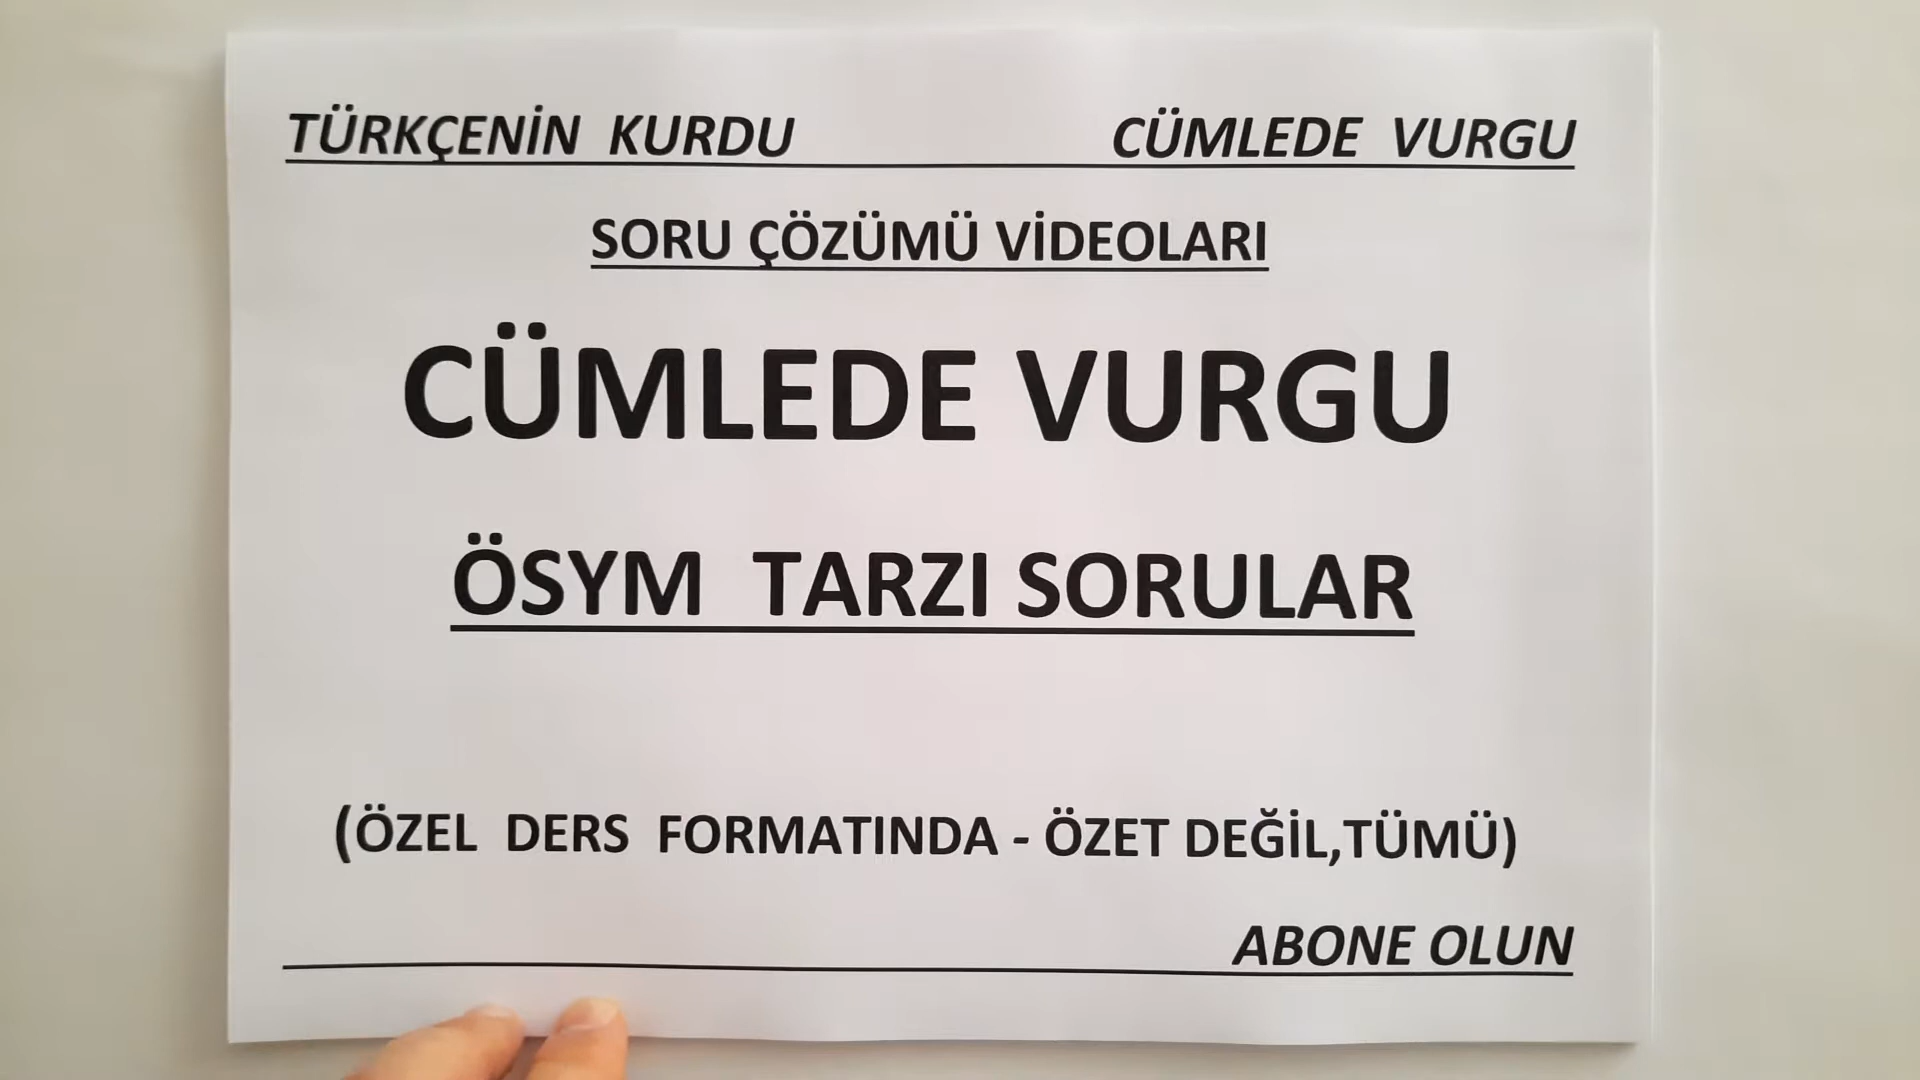 TÜRKÇENİN KURDU CÜMLEDE VURGU
SORU ÇÖZÜMÜ VİDEOLARI
CÜMLEDE VURGU
ÖSYM TARZI SORULAR
(ÖZEL DERS FORMATINDA - ÖZET DEĞİL,TÜMÜ)
ABONE OLUN